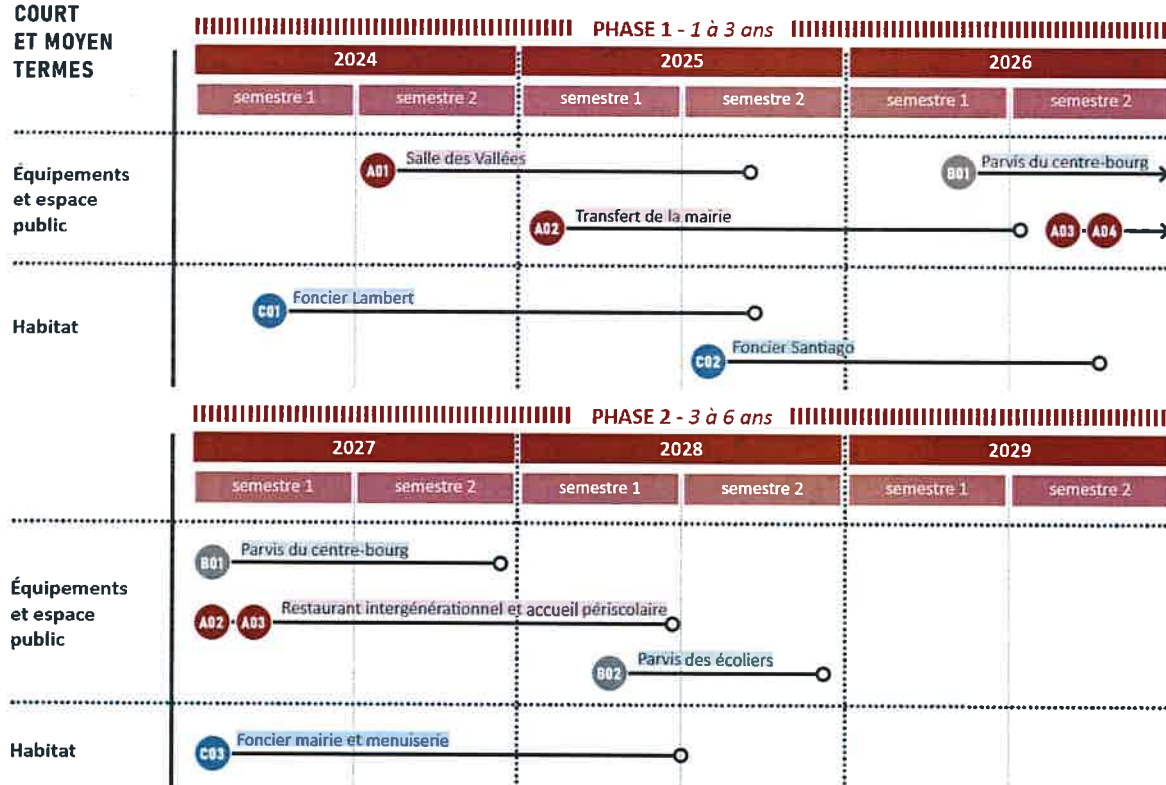 COURT
ET MOYEN
TERMES
PHASE 1 - 1 à 3 ans
2024
2025
2026
semestre 1
semestre 2
semestre 1
semestre 2
semestre 1
semestre 2
Équipements
et espace
public
A01
Salle des Vallées
B01
Parvis du centre-bourg
A02
Transfert de la mairie
A03
A04
Habitat
C01
Foncier Lambert
C02
Foncier Santiago
PHASE 2 - 3 à 6 ans
2027
2028
2029
semestre 1
semestre 2
semestre 1
semestre 2
semestre 1
semestre 2
Équipements
et espace
public
B01
Parvis du centre-bourg
A02
A03
Restaurant intergénérationnel et accueil périscolaire
B02
Parvis des écoliers
Habitat
C03
Foncier mairie et menuiserie